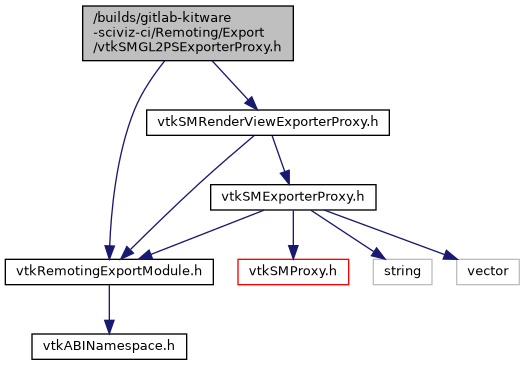 /builds/gitlab-kitware
-sciviz-ci/Remoting/Export
/vtkSMGL2PSExporterProxy.h
vtkSMRenderViewExporterProxy.h
vtkSMExporterProxy.h
vtkRemotingExportModule.h
vtkSMProxy.h
string
vector
vtkABINamespace.h